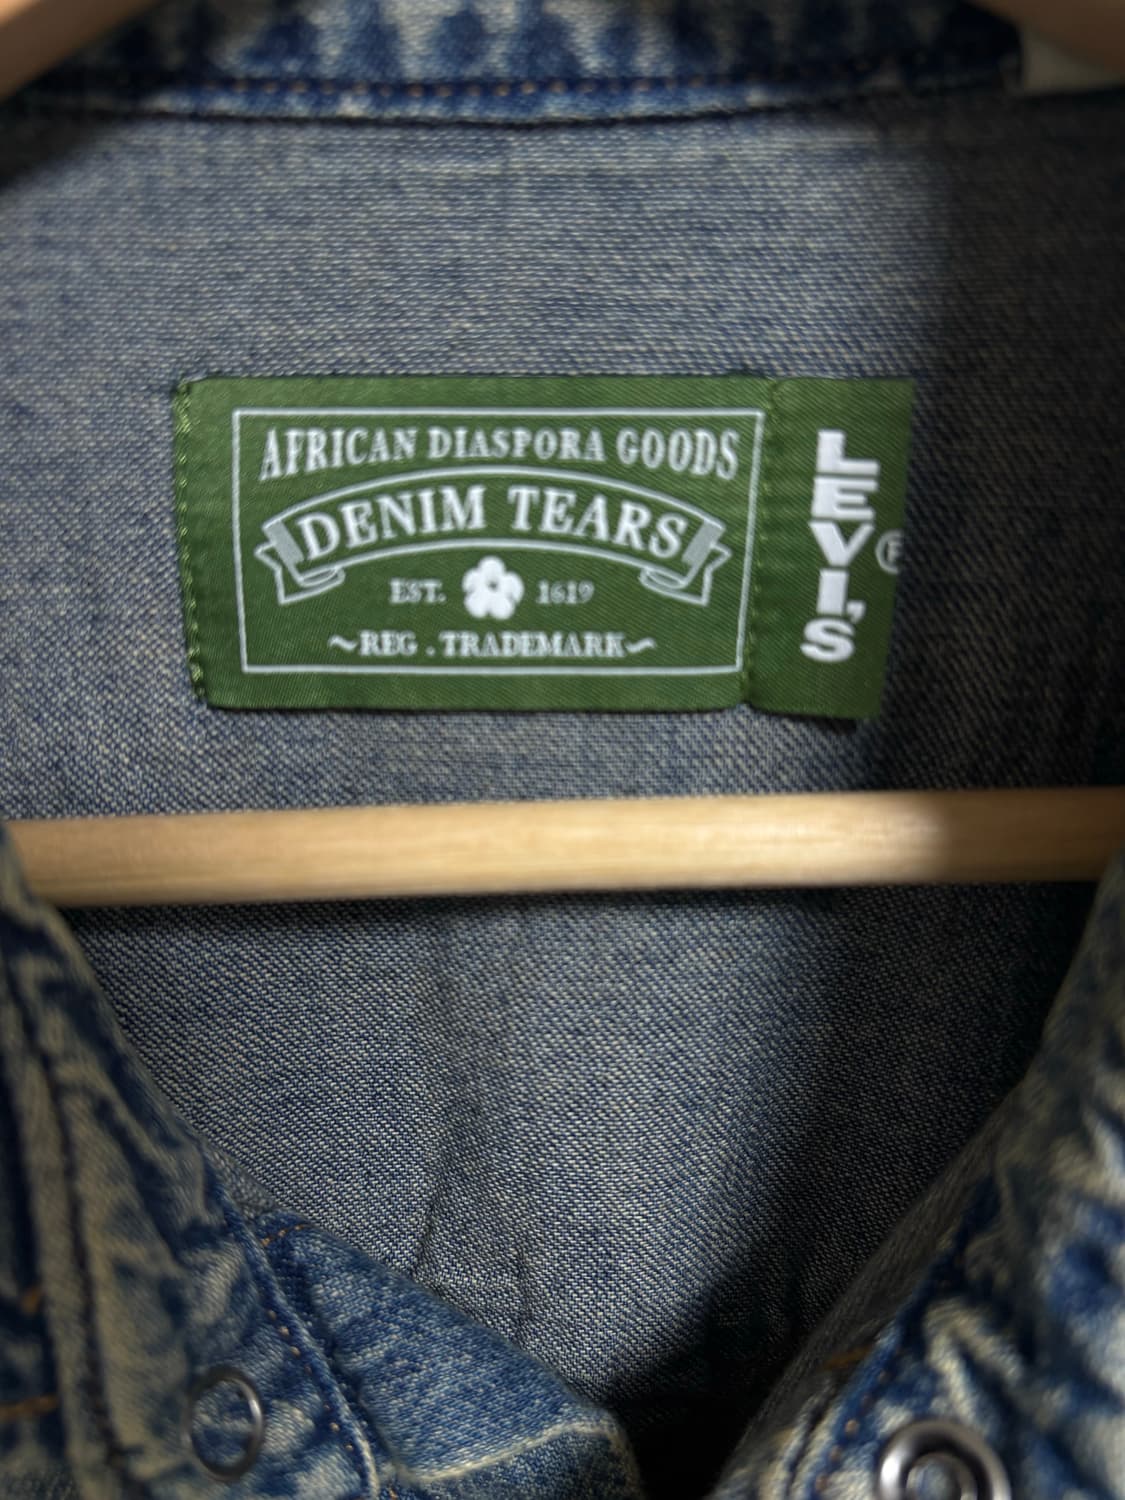 AFRICAN DIASPORA GOODS
DENIM TEARS
EST. 1619
~REG . TRADEMARK~
LEVI'S
®